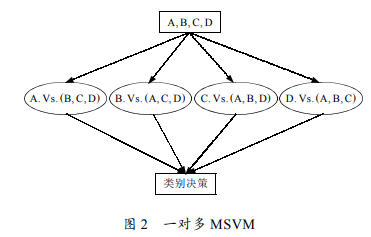 A, B, C, D
A. Vs. (B, C, D) B. Vs. (A, C, D) C. Vs. (A, B, D) D. Vs. (A, B, C)
类别决策
图 2 一对多 MSVM